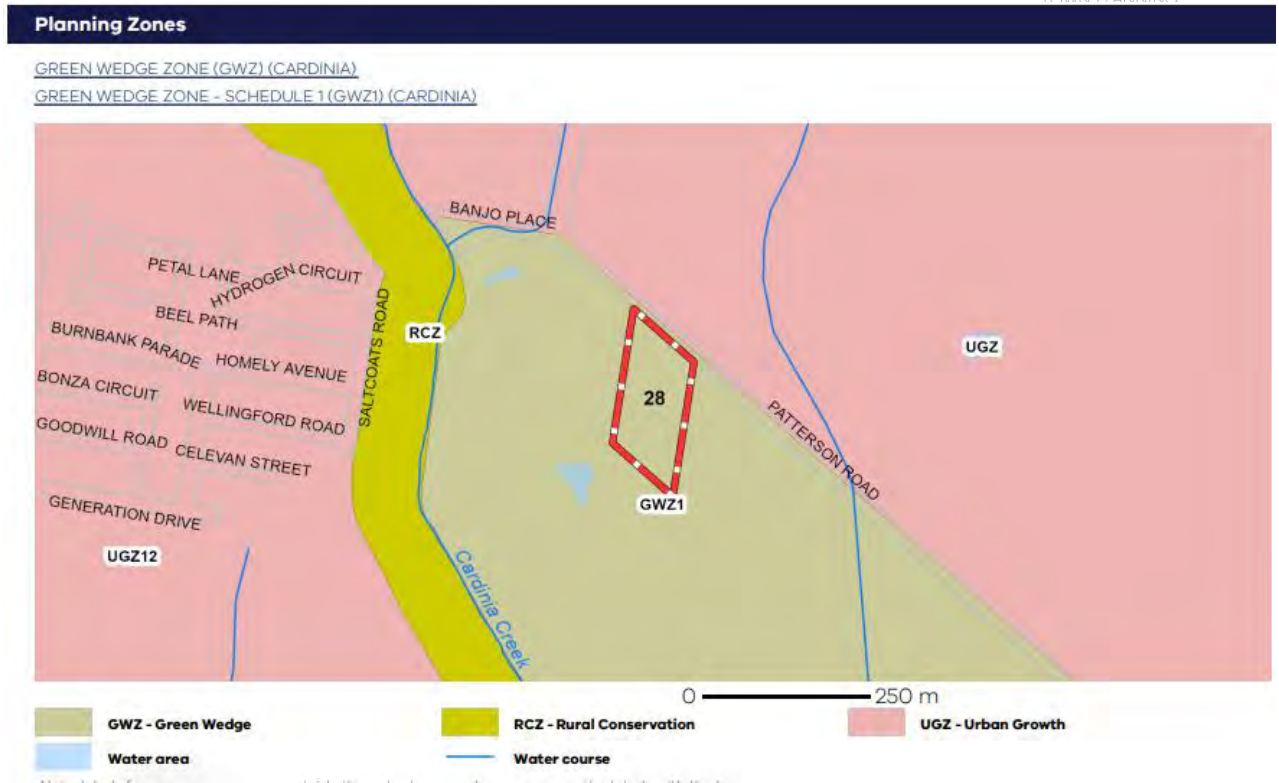 Planning Zones
GREEN WEDGE ZONE (GWZ) (CARDINIA)
GREEN WEDGE ZONE - SCHEDULE 1 (GWZ1) (CARDINIA)
BANJO PLACE
PETAL LANE
HYDROGEN CIRCUIT
BEEL PATH
BURNBANK PARADE
HOMELY AVENUE
SALTCOATS ROAD
RCZ
UGZ
BONZA CIRCUIT
WELLINGFORD ROAD
28
PATTERSON ROAD
GOODWILL ROAD
CELEVAN STREET
GENERATION DRIVE
GWZ1
UGZ12
Cardinia Creek
0 250 m
GWZ - Green Wedge
RCZ - Rural Conservation
UGZ - Urban Growth
Water area
Water course